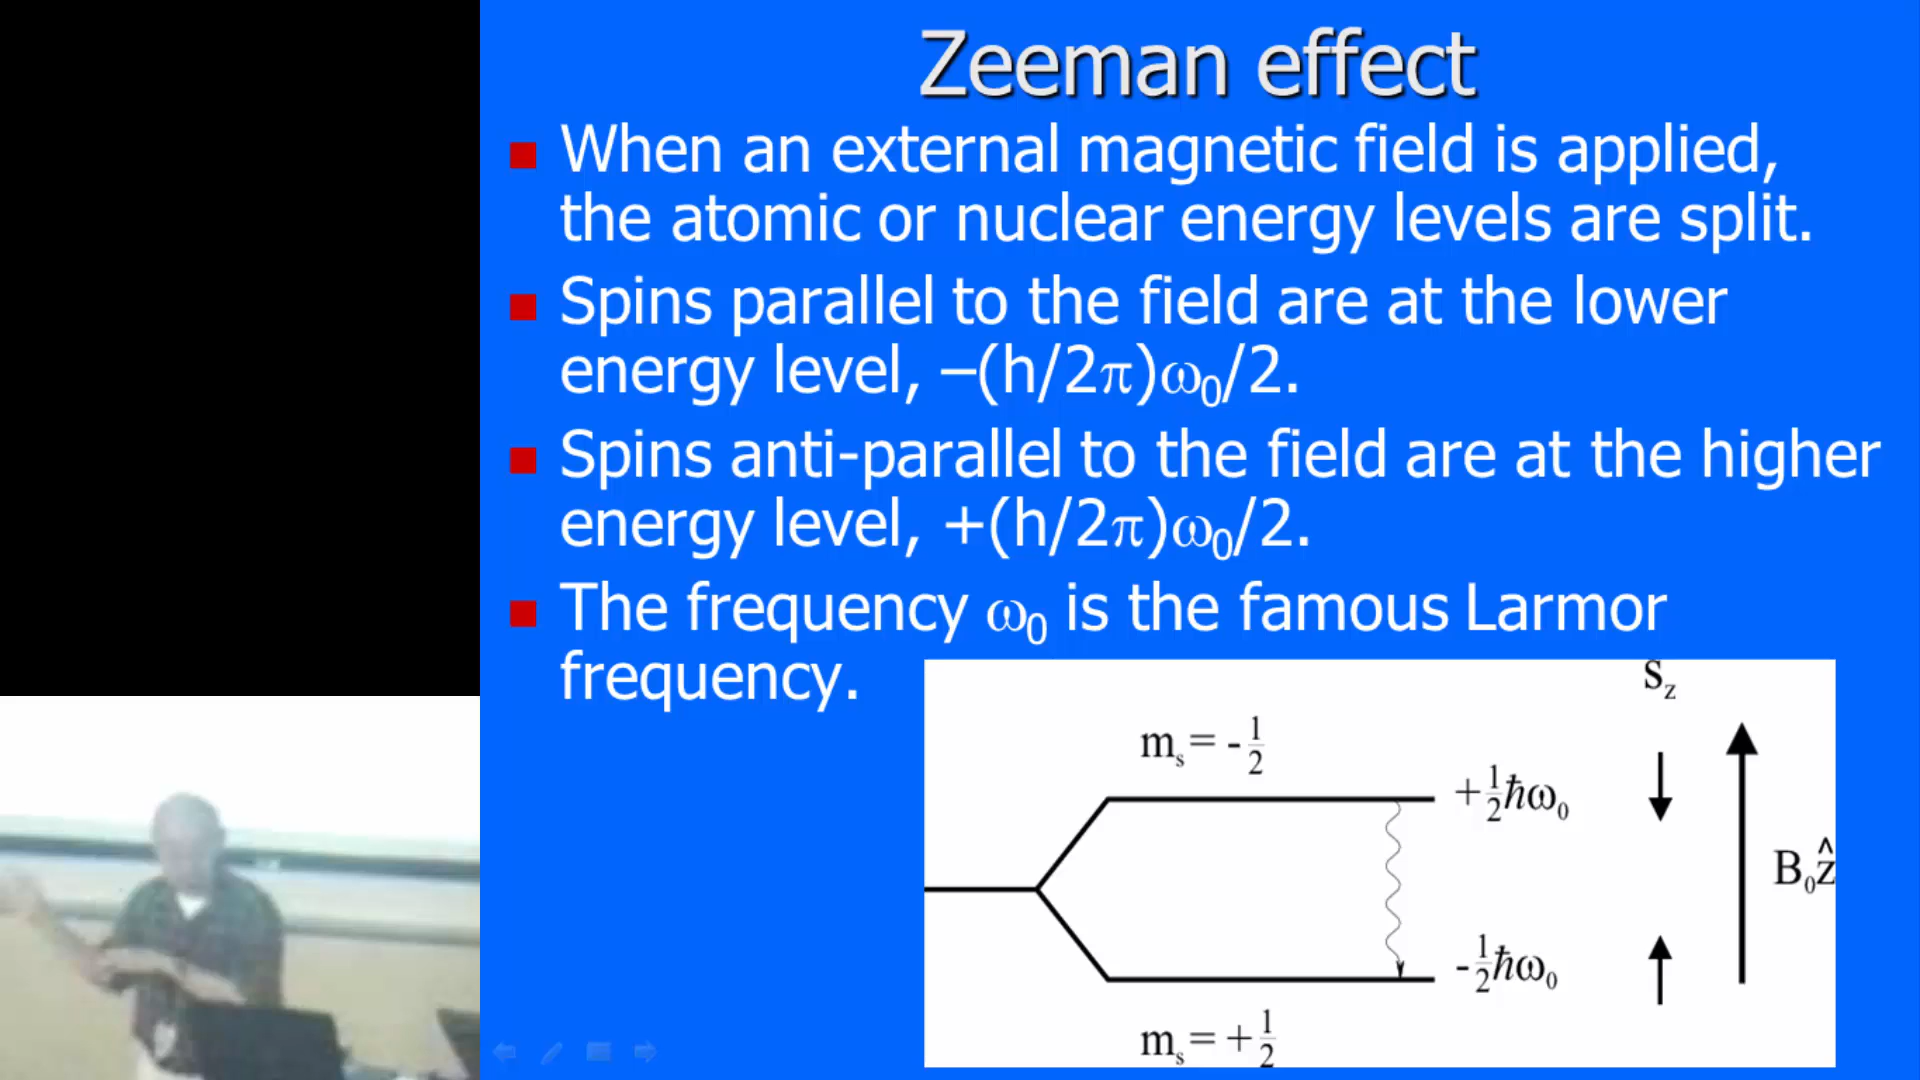 Zeeman effect
When an external magnetic field is applied,
the atomic or nuclear energy levels are split.
Spins parallel to the field are at the lower
energy level, –(h/2π)ω₀/2.
Spins anti-parallel to the field are at the higher
energy level, +(h/2π)ω₀/2.
The frequency ω₀ is the famous Larmor
frequency.
S_z
mₛ= -½
+½ħω₀
B₀ẑ
-½ħω₀
mₛ= +½